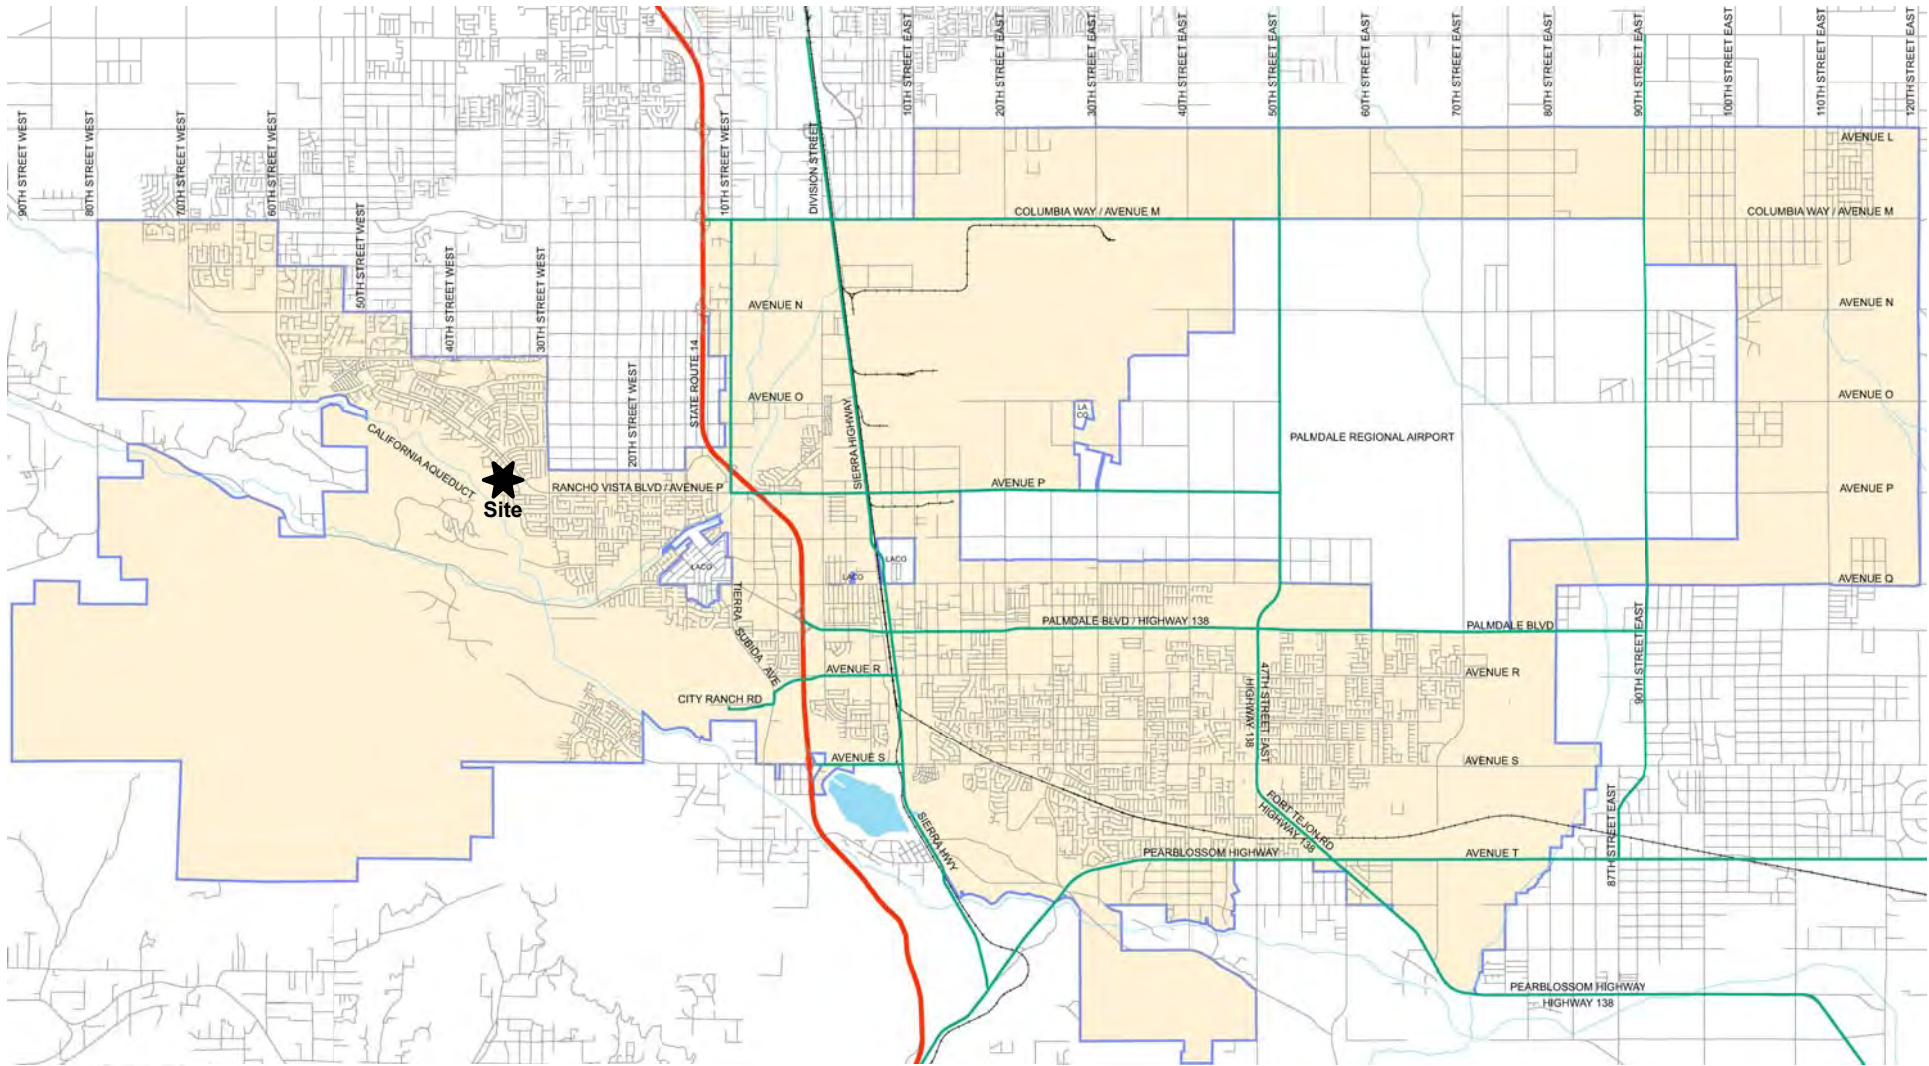 90TH STREET WEST
80TH STREET WEST
70TH STREET WEST
60TH STREET WEST
50TH STREET WEST
40TH STREET WEST
30TH STREET WEST
20TH STREET WEST
STATE ROUTE 14
10TH STREET WEST
DIVISION STREET
10TH STREET EAST
20TH STREET EAST
30TH STREET EAST
40TH STREET EAST
50TH STREET EAST
60TH STREET EAST
70TH STREET EAST
80TH STREET EAST
90TH STREET EAST
100TH STREET EAST
110TH STREET EAST
120TH STREET EAST
AVENUE L
COLUMBIA WAY / AVENUE M
COLUMBIA WAY / AVENUE M
AVENUE N
AVENUE N
AVENUE O
AVENUE O
LA
CO
SIERRA HIGHWAY
PALMDALE REGIONAL AIRPORT
CALIFORNIA AQUEDUCT
Site
RANCHO VISTA BLVD / AVENUE P
AVENUE P
AVENUE P
LACO
LACO
LACO
AVENUE Q
TIERRA SUBIDA AVE
PALMDALE BLVD / HIGHWAY 138
PALMDALE BLVD
AVENUE R
AVENUE R
CITY RANCH RD
47TH STREET EAST
HIGHWAY 138
90TH STREET EAST
AVENUE S
AVENUE S
SIERRA HWY
FORT TEJON RD
HIGHWAY 138
87TH STREET EAST
PEARBLOSSOM HIGHWAY
AVENUE T
PEARBLOSSOM HIGHWAY
HIGHWAY 138